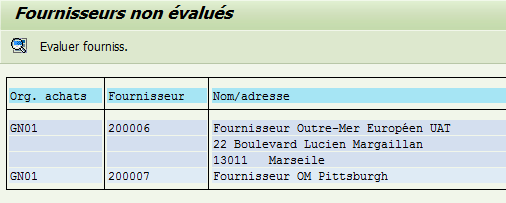 Fournisseurs non évalués
Evaluer fourniss.
Org. achats Fournisseur Nom/adresse
GN01 200006 Fournisseur Outre-Mer Européen UAT
22 Boulevard Lucien Margaillan
13011 Marseile
GN01 200007 Fournisseur OM Pittsburgh